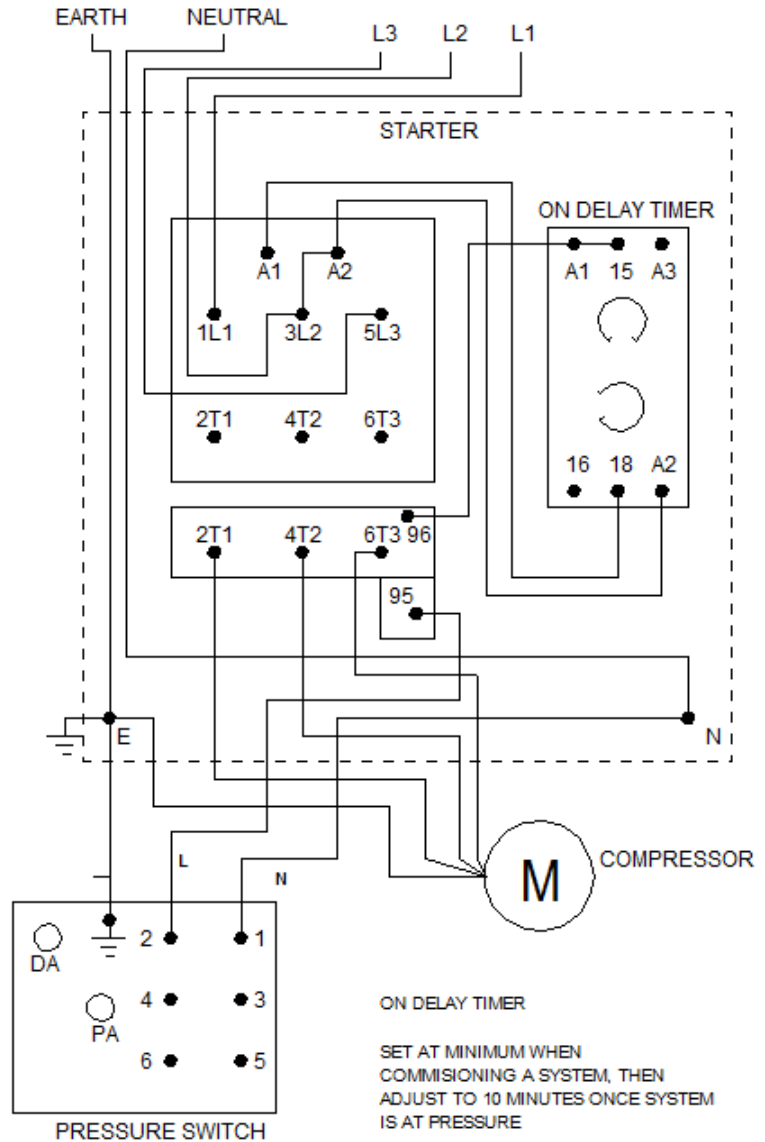 EARTH NEUTRAL
L3 L2 L1
STARTER
ON DELAY TIMER
A1 A2
A1 15 A3
1L1 3L2 5L3
2T1 4T2 6T3
16 18 A2
2T1 4T2 6T3 96
95
E
N
L
N
COMPRESSOR
M
DA
2 1
PA
4 3
6 5
PRESSURE SWITCH
ON DELAY TIMER
SET AT MINIMUM WHEN
COMMISIONING A SYSTEM, THEN
ADJUST TO 10 MINUTES ONCE SYSTEM
IS AT PRESSURE